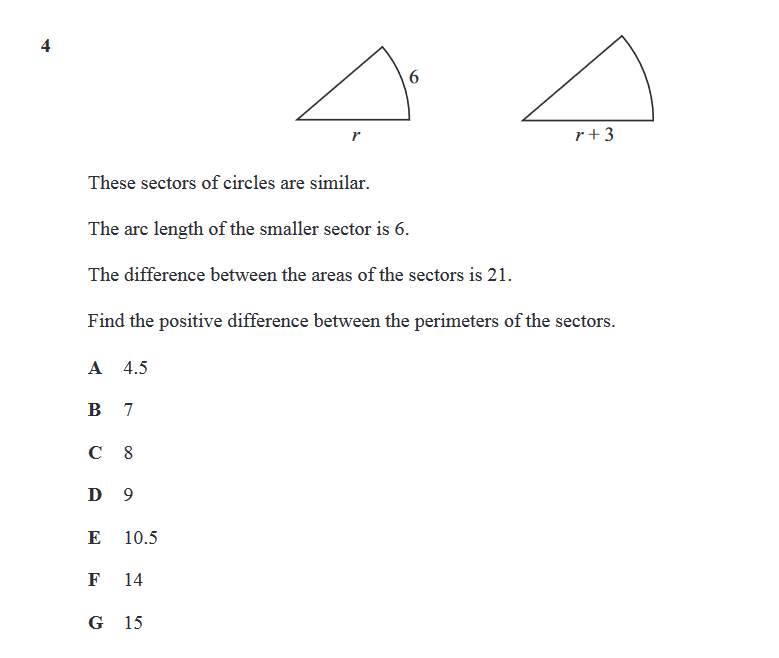 4
6
r
r + 3
These sectors of circles are similar.
The arc length of the smaller sector is 6.
The difference between the areas of the sectors is 21.
Find the positive difference between the perimeters of the sectors.
A 4.5
B 7
C 8
D 9
E 10.5
F 14
G 15